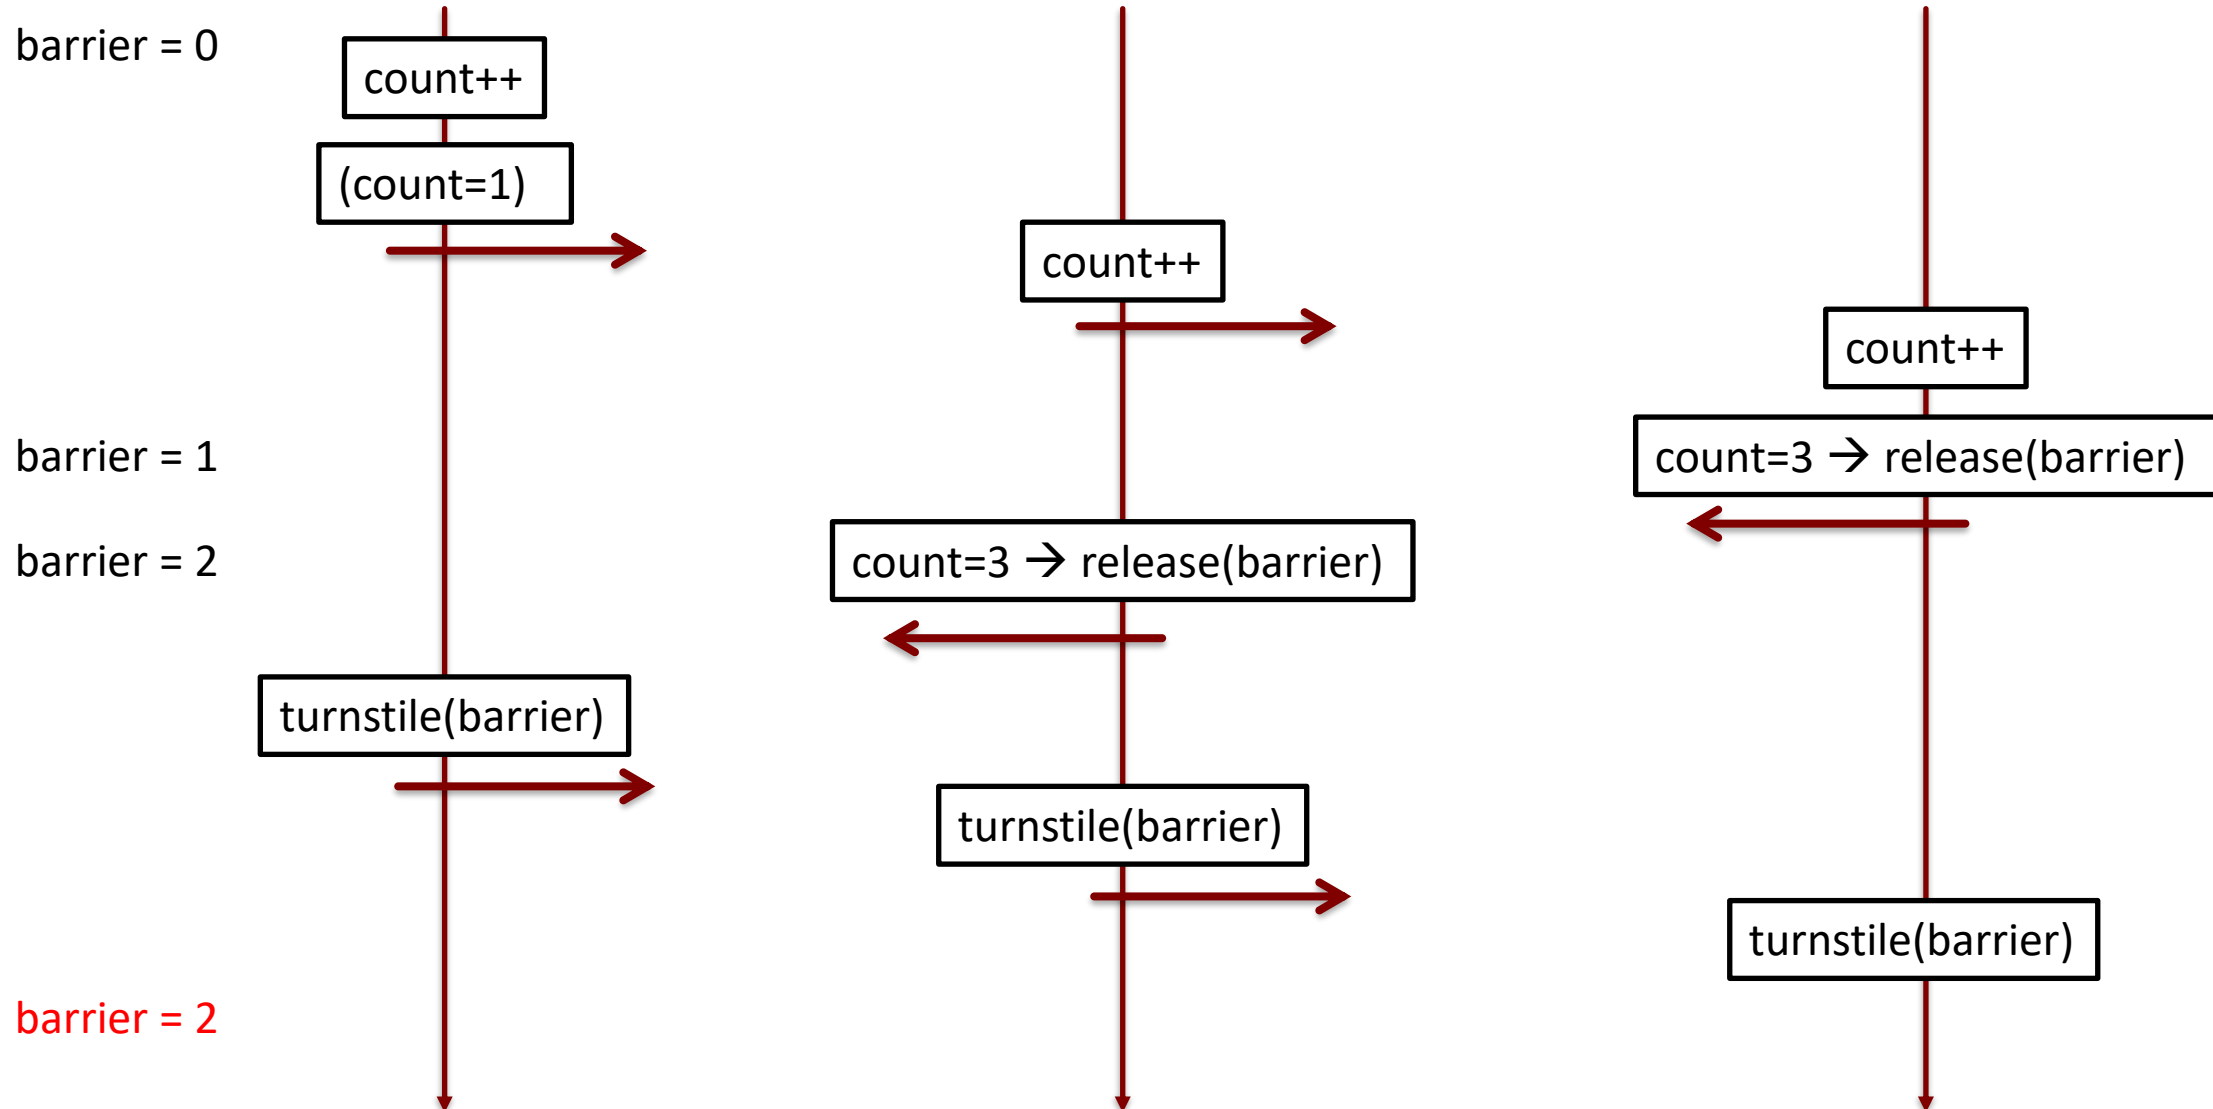 barrier = 0
count++
(count=1)
count++
count++
barrier = 1
count=3 → release(barrier)
barrier = 2
count=3 → release(barrier)
turnstile(barrier)
turnstile(barrier)
turnstile(barrier)
barrier = 2